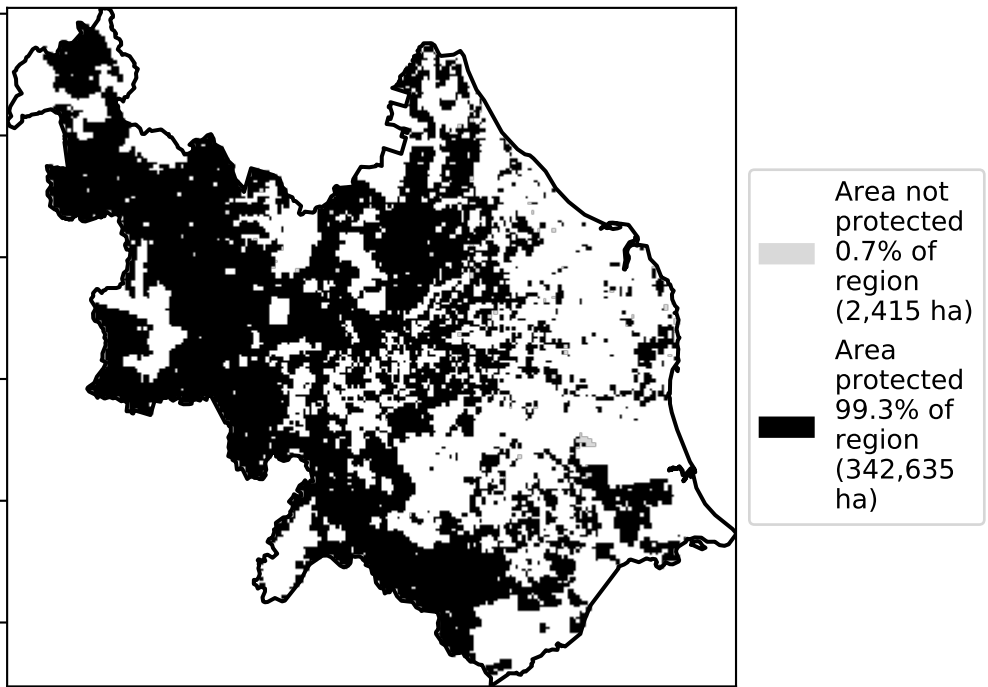 Area not
protected
0.7% of
region
(2,415 ha)
Area
protected
99.3% of
region
(342,635
ha)